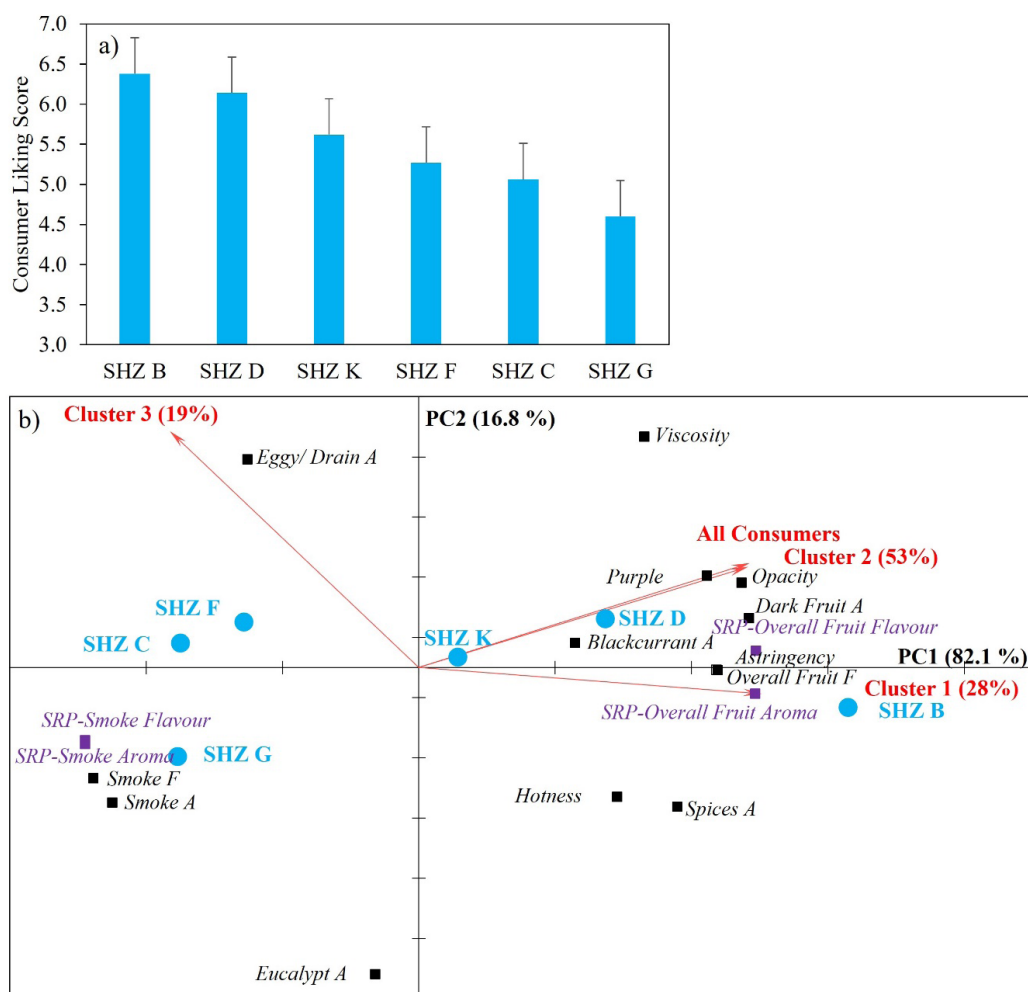 a)
Consumer Liking Score
7.0
6.5
6.0
5.5
5.0
4.5
4.0
3.5
3.0
SHZ B
SHZ D
SHZ K
SHZ F
SHZ C
SHZ G
b)
Cluster 3 (19%)
PC2 (16.8 %)
Viscosity
Eggy/ Drain A
All Consumers
Cluster 2 (53%)
Purple
Opacity
SHZ F
SHZ D
Dark Fruit A
SRP-Overall Fruit Flavour
SHZ C
SHZ K
Blackcurrant A
Astringency
PC1 (82.1 %)
Overall Fruit F
Cluster 1 (28%)
SRP-Overall Fruit Aroma
SHZ B
SRP-Smoke Flavour
SRP-Smoke Aroma
SHZ G
Smoke F
Smoke A
Hotness
Spices A
Eucalypt A